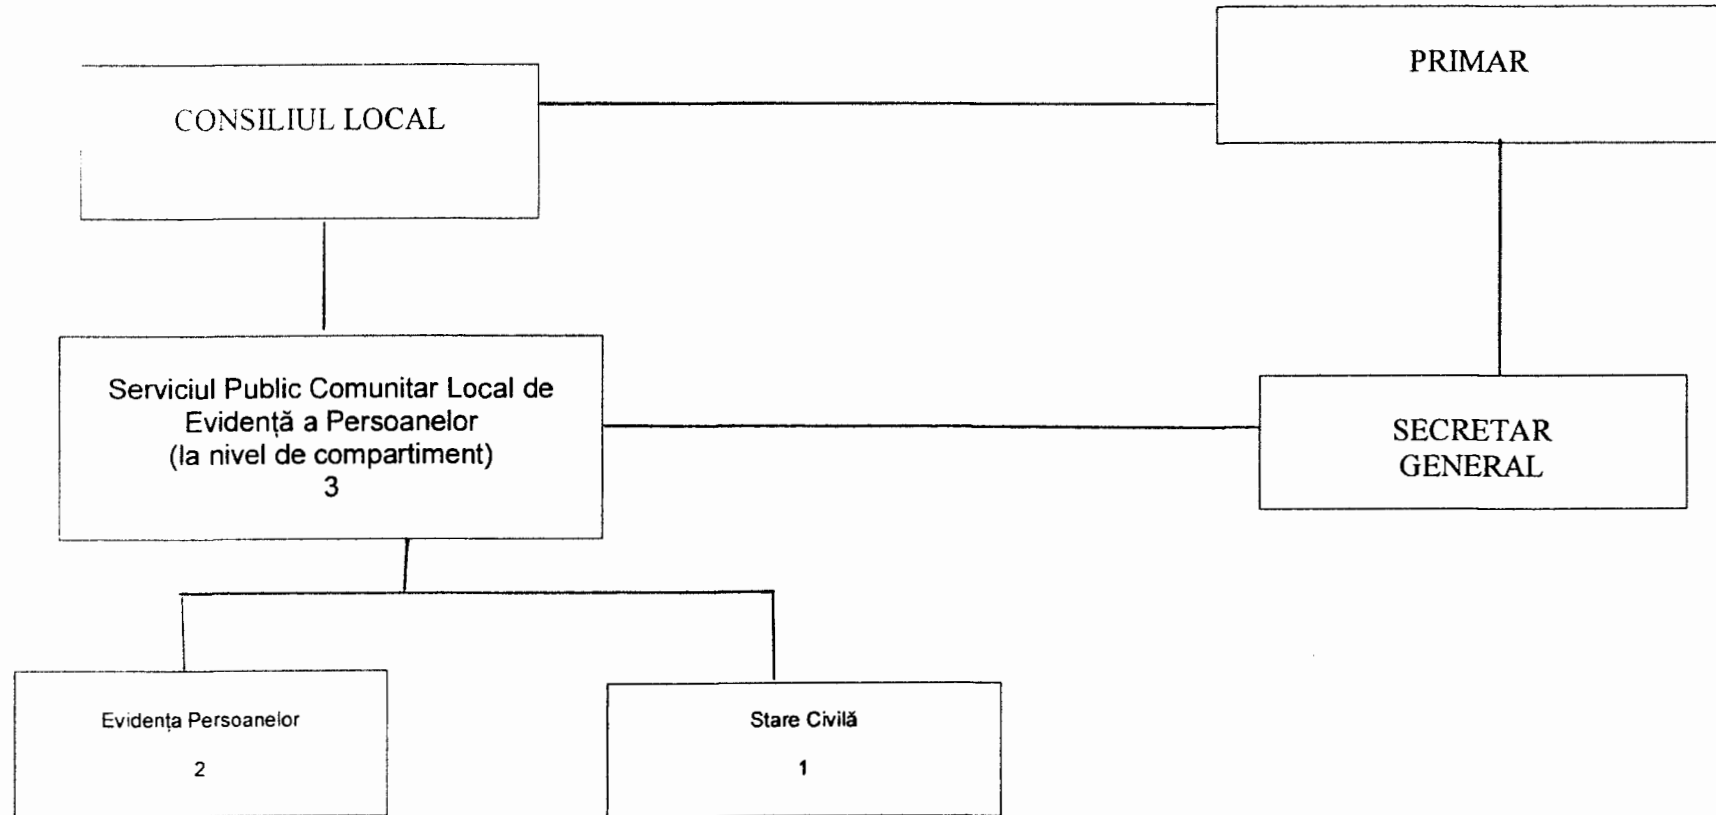 PRIMAR
CONSILIUL LOCAL
Serviciul Public Comunitar Local de
Evidență a Persoanelor
(la nivel de compartiment)
3
SECRETAR
GENERAL
Evidența Persoanelor
2
Stare Civilă
1